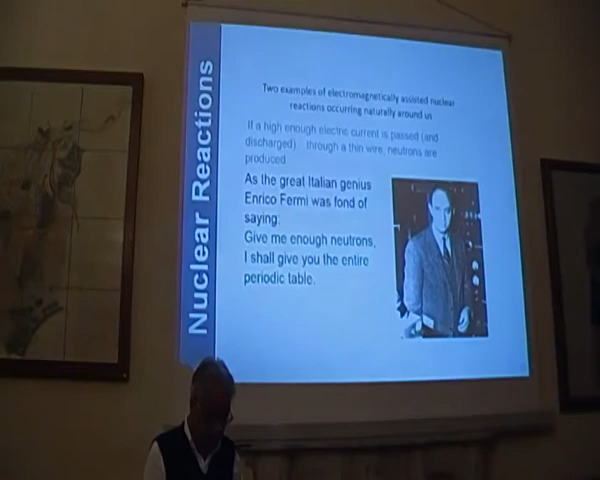 Nuclear Reactions
Two examples of electromagnetically assisted nuclear
reactions occurring naturally around us
If a high enough electric current is passed (and
discharged) through a thin wire, neutrons are
produced
As the great Italian genius
Enrico Fermi was fond of
saying:
Give me enough neutrons,
I shall give you the entire
periodic table.